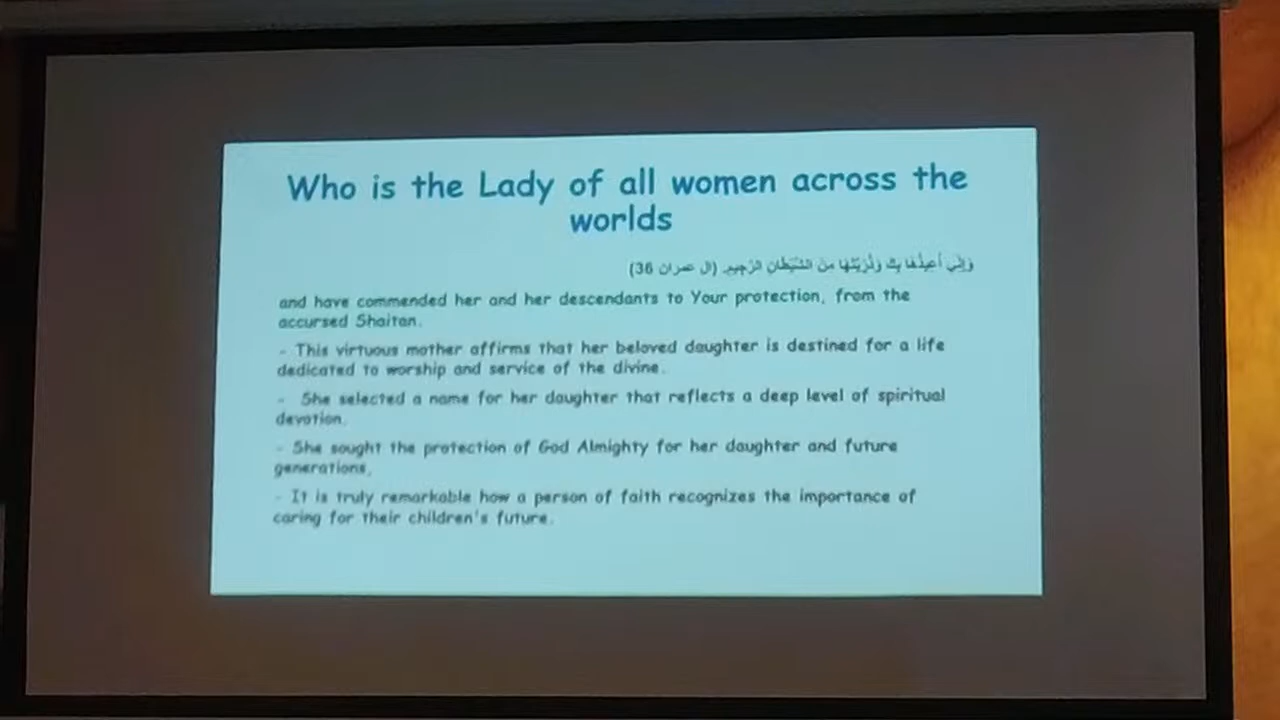 Who is the Lady of all women across the
worlds
وَإِنِّي أُعِيذُهَا بِكَ وَذُرِّيَّتَهَا مِنَ الشَّيْطَانِ الرَّجِيمِ (ال عمران 36)
and have commended her and her descendants to Your protection, from the
accursed Shaitan.
- This virtuous mother affirms that her beloved daughter is destined for a life
dedicated to worship and service of the divine.
- She selected a name for her daughter that reflects a deep level of spiritual
devotion.
- She sought the protection of God Almighty for her daughter and future
generations.
- It is truly remarkable how a person of faith recognizes the importance of
caring for their children's future.